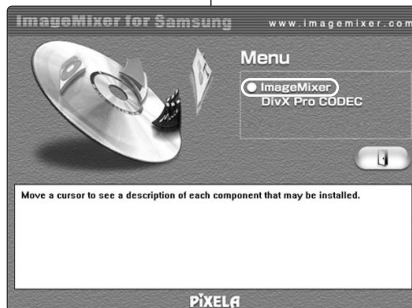 ImageMixer for Samsung
www.imagemixer.com
Menu
ImageMixer
DivX Pro CODEC
Move a cursor to see a description of each component that may be installed.
PIXELA